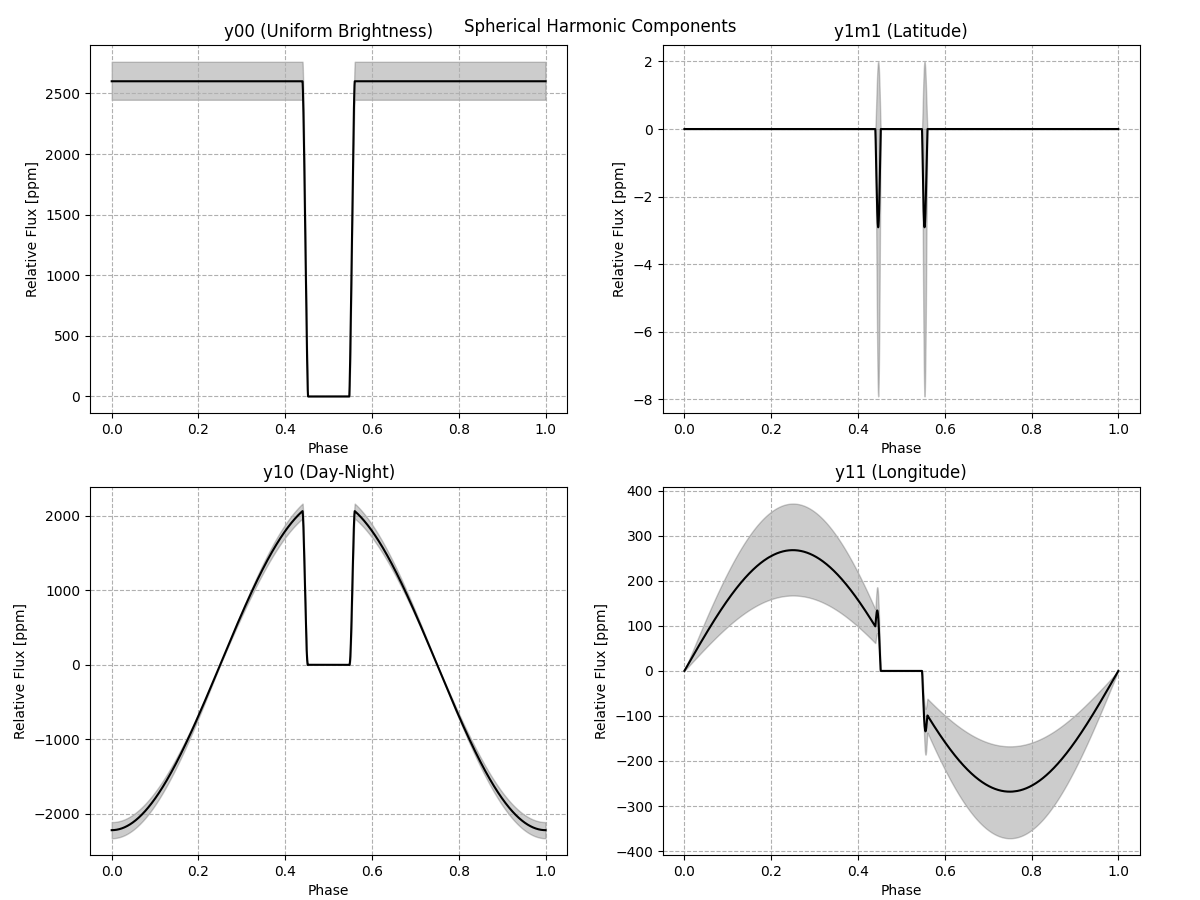 Spherical Harmonic Components
y00 (Uniform Brightness)
Relative Flux [ppm]
2500
2000
1500
1000
500
0
0.0 0.2 0.4 0.6 0.8 1.0
Phase
y1m1 (Latitude)
Relative Flux [ppm]
2
0
−2
−4
−6
−8
0.0 0.2 0.4 0.6 0.8 1.0
Phase
y10 (Day-Night)
Relative Flux [ppm]
2000
1000
0
−1000
−2000
0.0 0.2 0.4 0.6 0.8 1.0
Phase
y11 (Longitude)
Relative Flux [ppm]
400
300
200
100
0
−100
−200
−300
−400
0.0 0.2 0.4 0.6 0.8 1.0
Phase